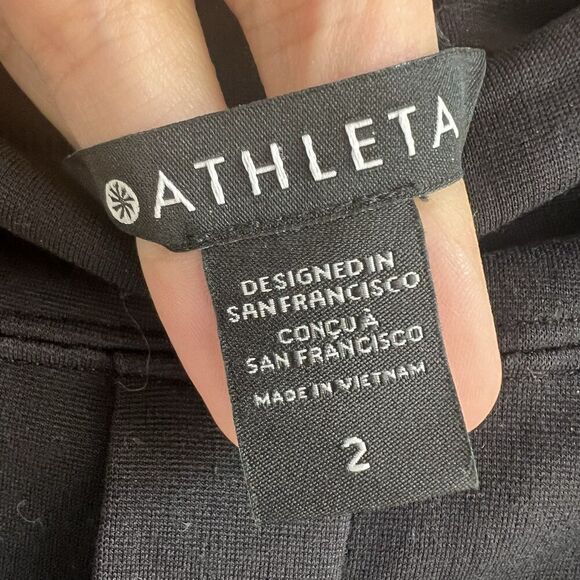 ATHLETA
DESIGNED IN
SAN FRANCISCO
CONÇU À
SAN FRANCISCO
MADE IN VIETNAM
2